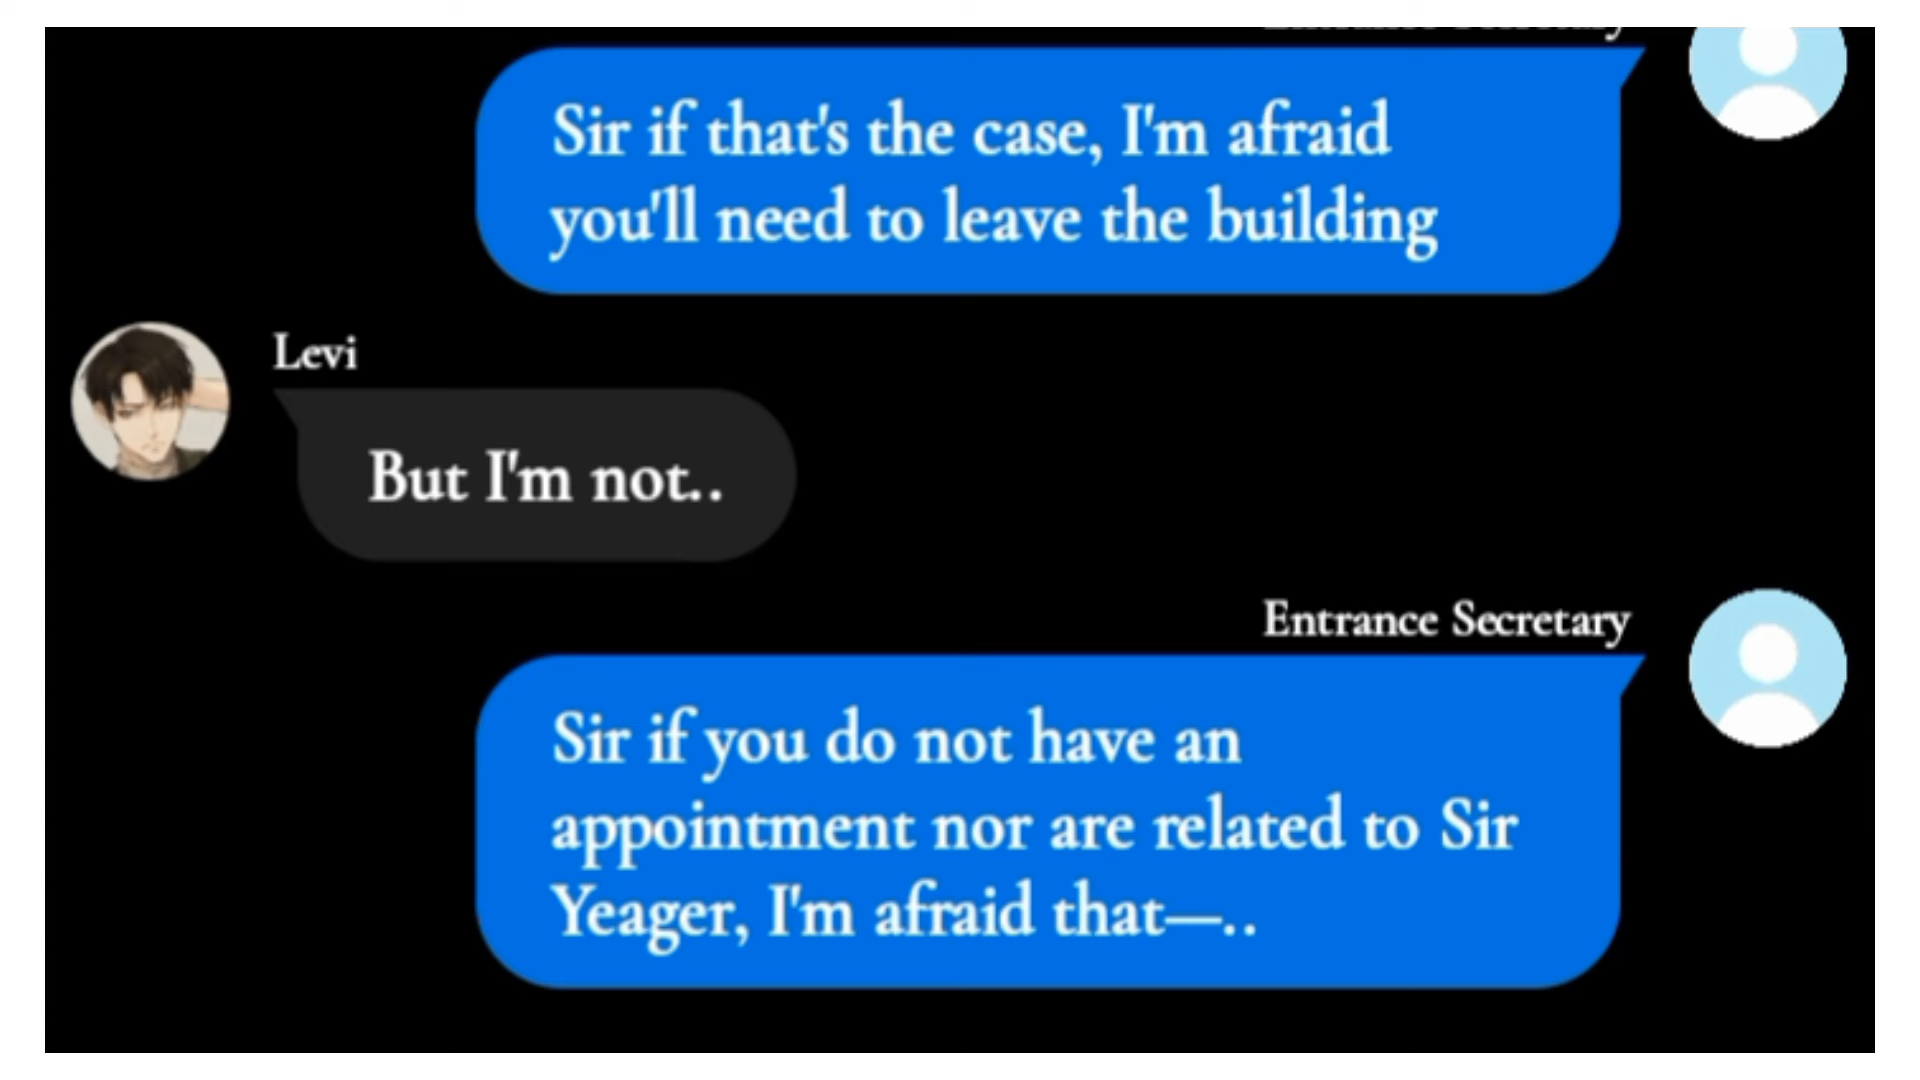 Sir if that's the case, I'm afraid
you'll need to leave the building
Levi
But I'm not..
Entrance Secretary
Sir if you do not have an
appointment nor are related to Sir
Yeager, I'm afraid that—..